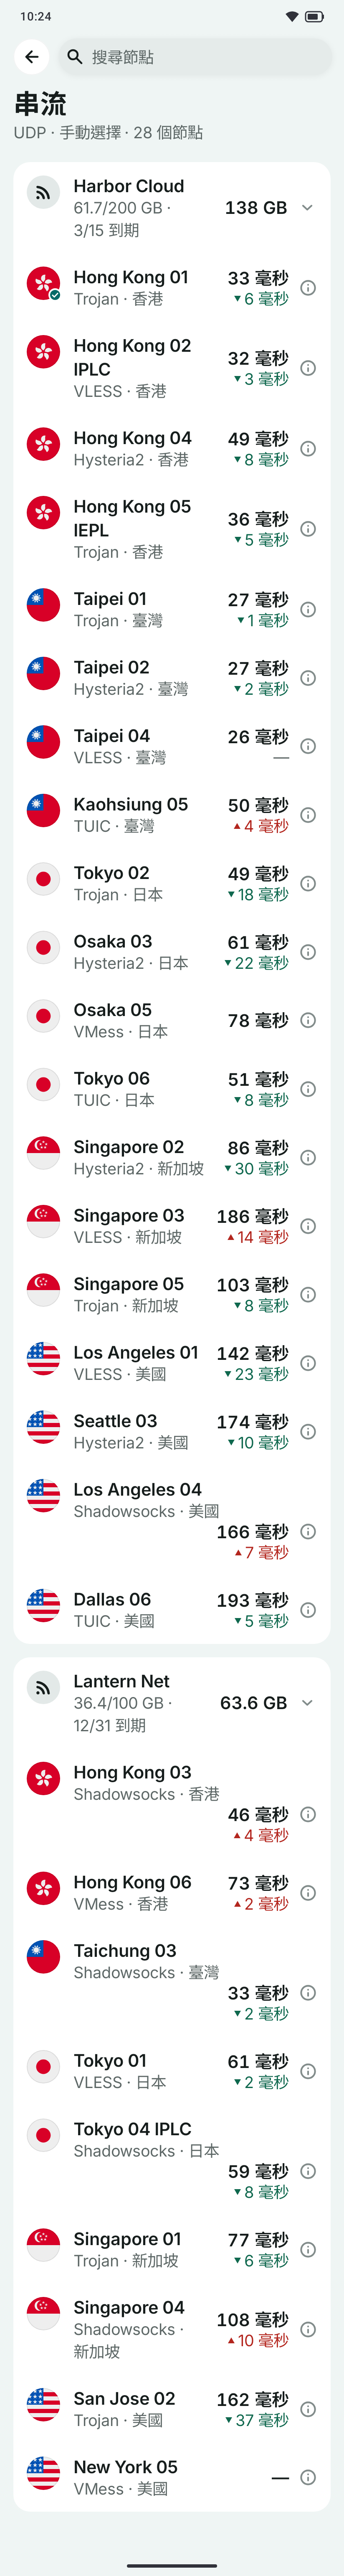 10:24
搜尋節點
串流
UDP · 手動選擇 · 28 個節點
Harbor Cloud
61.7/200 GB ·
3/15 到期
138 GB
Hong Kong 01
Trojan · 香港
33 毫秒
▼6 毫秒
Hong Kong 02
IPLC
VLESS · 香港
32 毫秒
▼3 毫秒
Hong Kong 04
Hysteria2 · 香港
49 毫秒
▼8 毫秒
Hong Kong 05
IEPL
Trojan · 香港
36 毫秒
▼5 毫秒
Taipei 01
Trojan · 臺灣
27 毫秒
▼1 毫秒
Taipei 02
Hysteria2 · 臺灣
27 毫秒
▼2 毫秒
Taipei 04
VLESS · 臺灣
26 毫秒
—
Kaohsiung 05
TUIC · 臺灣
50 毫秒
▲4 毫秒
Tokyo 02
Trojan · 日本
49 毫秒
▼18 毫秒
Osaka 03
Hysteria2 · 日本
61 毫秒
▼22 毫秒
Osaka 05
VMess · 日本
78 毫秒
Tokyo 06
TUIC · 日本
51 毫秒
▼8 毫秒
Singapore 02
Hysteria2 · 新加坡
86 毫秒
▼30 毫秒
Singapore 03
VLESS · 新加坡
186 毫秒
▲14 毫秒
Singapore 05
Trojan · 新加坡
103 毫秒
▼8 毫秒
Los Angeles 01
VLESS · 美國
142 毫秒
▼23 毫秒
Seattle 03
Hysteria2 · 美國
174 毫秒
▼10 毫秒
Los Angeles 04
Shadowsocks · 美國
166 毫秒
▲7 毫秒
Dallas 06
TUIC · 美國
193 毫秒
▼5 毫秒
Lantern Net
36.4/100 GB ·
12/31 到期
63.6 GB
Hong Kong 03
Shadowsocks · 香港
46 毫秒
▲4 毫秒
Hong Kong 06
VMess · 香港
73 毫秒
▲2 毫秒
Taichung 03
Shadowsocks · 臺灣
33 毫秒
▼2 毫秒
Tokyo 01
VLESS · 日本
61 毫秒
▼2 毫秒
Tokyo 04 IPLC
Shadowsocks · 日本
59 毫秒
▼8 毫秒
Singapore 01
Trojan · 新加坡
77 毫秒
▼6 毫秒
Singapore 04
Shadowsocks ·
新加坡
108 毫秒
▲10 毫秒
San Jose 02
Trojan · 美國
162 毫秒
▼37 毫秒
New York 05
VMess · 美國
—